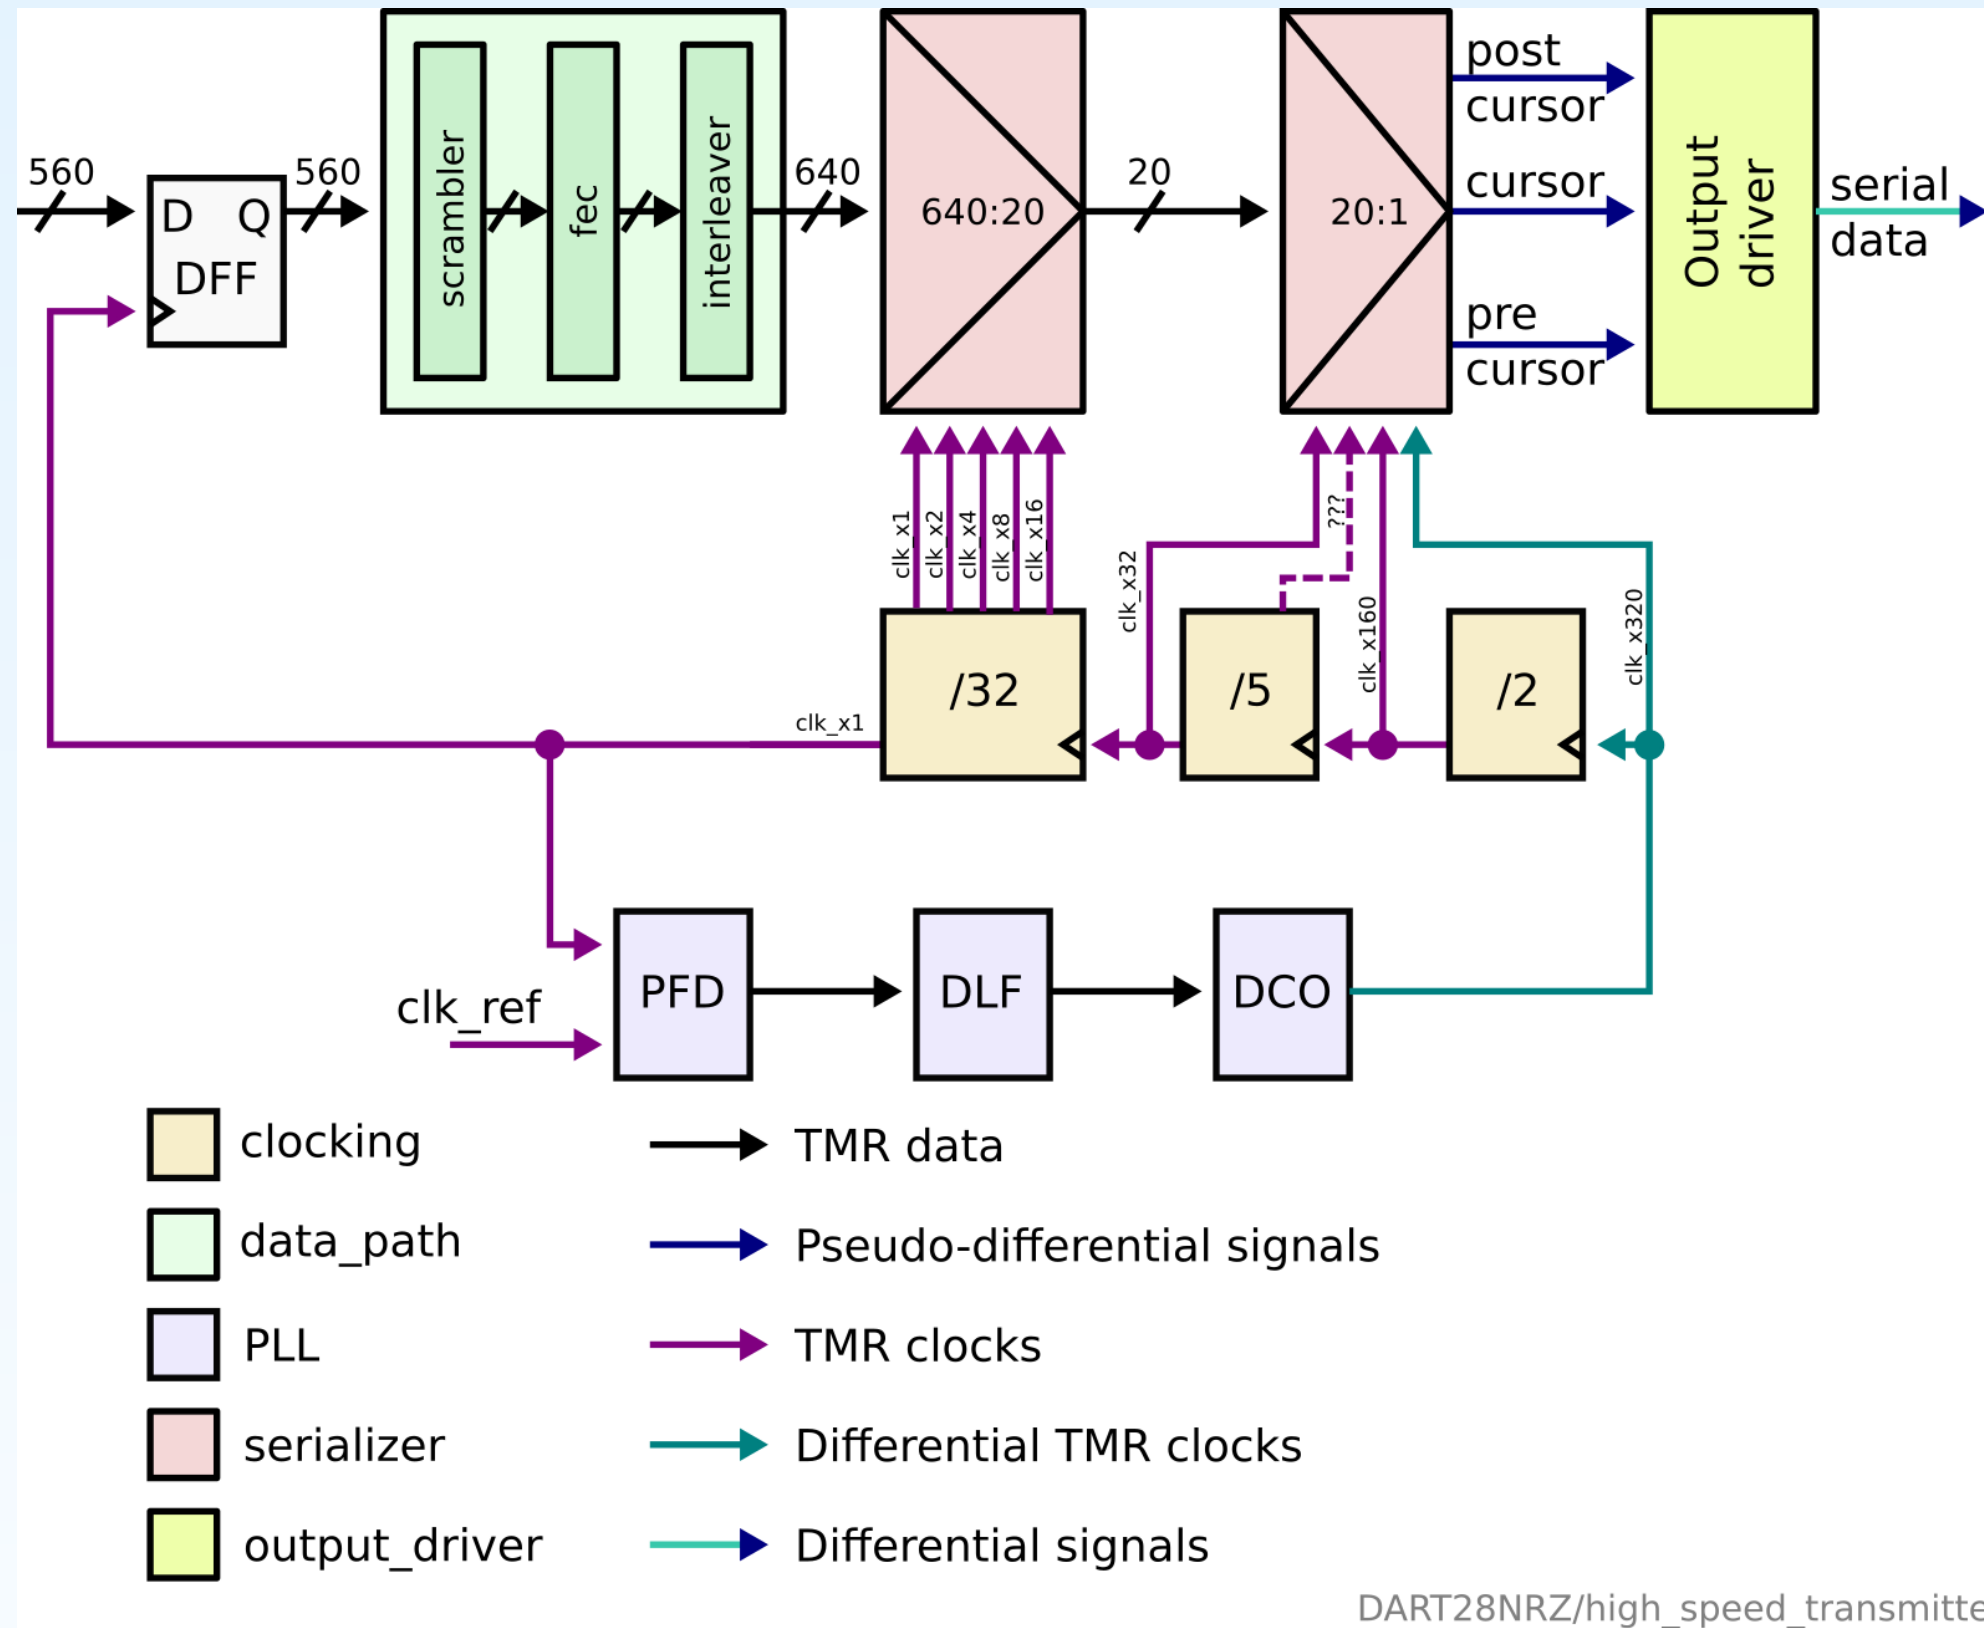 560
D Q
DFF
560
scrambler
fec
interleaver
640
640:20
20
20:1
post
cursor
cursor
pre
cursor
Output
driver
serial
data
clk_x1
clk_x2
clk_x4
clk_x8
clk_x16
clk_x32
???
clk_x160
clk_x320
clk_x1
/32
/5
/2
clk_ref
PFD
DLF
DCO
clocking
TMR data
data_path
Pseudo-differential signals
PLL
TMR clocks
serializer
Differential TMR clocks
output_driver
Differential signals
DART28NRZ/high_speed_transmitte